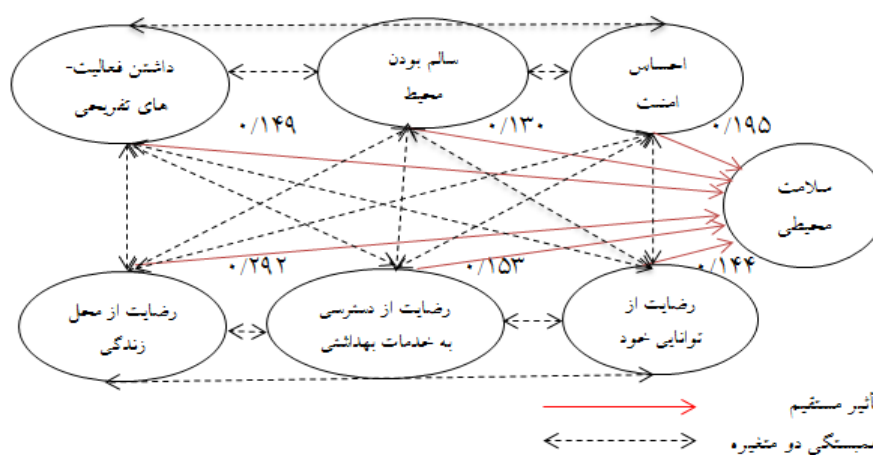 داشتن فعالیت-
های تفریحی
سالم بودن
محیط
احساس
امنیت
۰/۱۴۹
۰/۱۳۰
۰/۱۹۵
سلامت
محیطی
۰/۲۹۲
۰/۱۵۳
۰/۱۴۴
رضایت از محل
زندگی
رضایت از دسترسی
به خدمات بهداشتی
رضایت از
توانایی خود
تأثیر مستقیم
همبستگی دو متغیره